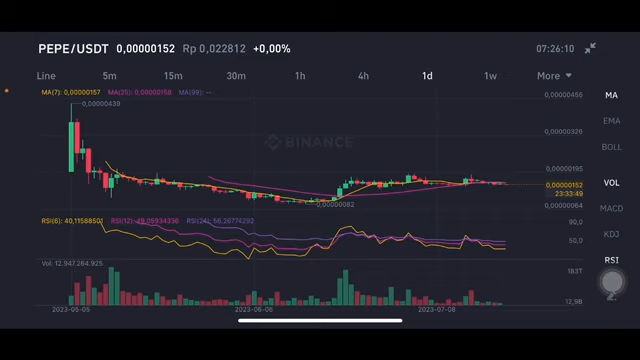 PEPE/USDT 0,00000152 Rp 0,022812 +0,00% 07:26:10
Line 5m 15m 30m 1h 4h 1d 1w More
MA(7): 0,00000157 MA(25): 0,00000158 MA(99): --
0,00000456
MA
0,00000439
EMA
0,00000326
BINANCE
BOLL
0,00000195
VOL
0,00000152
23:33:49
0,00000082
0,00000064
MACD
RSI(6): 40,11588501 RSI(12): 49,05934338 RSI(24): 56,26774292
90,0
KDJ
50,0
RSI
Vol: 12.947.264.925
183T
12,9B
2023-05-05 2023-06-06 2023-07-08